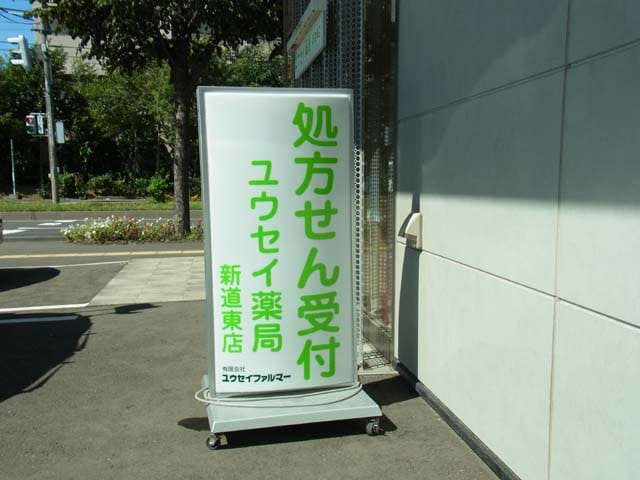 処方せん受付
ユウセイ薬局
新道東店
有限会社
ユウセイファルマー